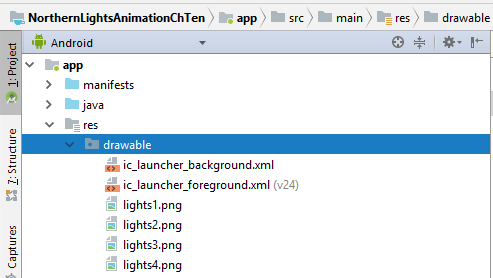 NorthernLightsAnimationChTen app src main res drawable
Android
app
manifests
java
res
drawable
ic_launcher_background.xml
ic_launcher_foreground.xml (v24)
lights1.png
lights2.png
lights3.png
lights4.png
1: Project
7: Structure
Captures